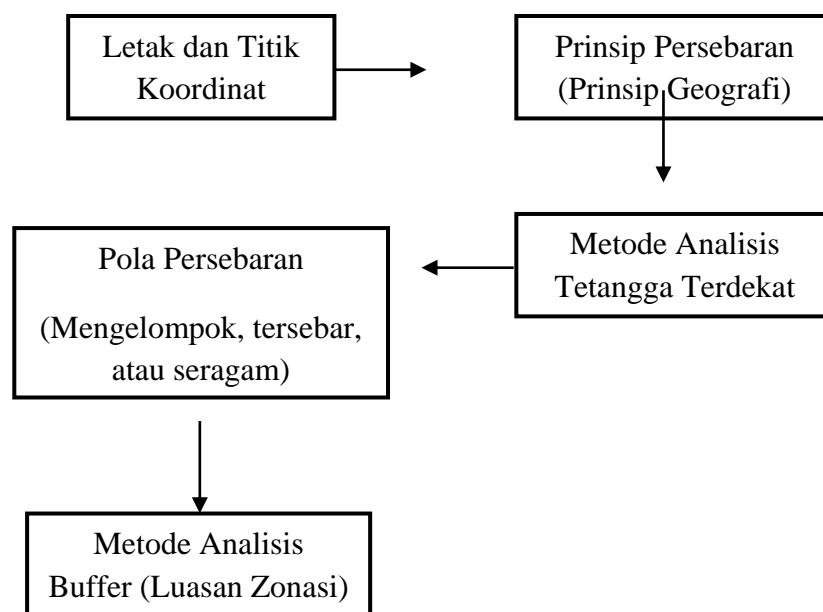 Letak dan Titik
Koordinat
Prinsip Persebaran
(Prinsip Geografi)
Metode Analisis
Tetangga Terdekat
Pola Persebaran
(Mengelompok, tersebar,
atau seragam)
Metode Analisis
Buffer (Luasan Zonasi)